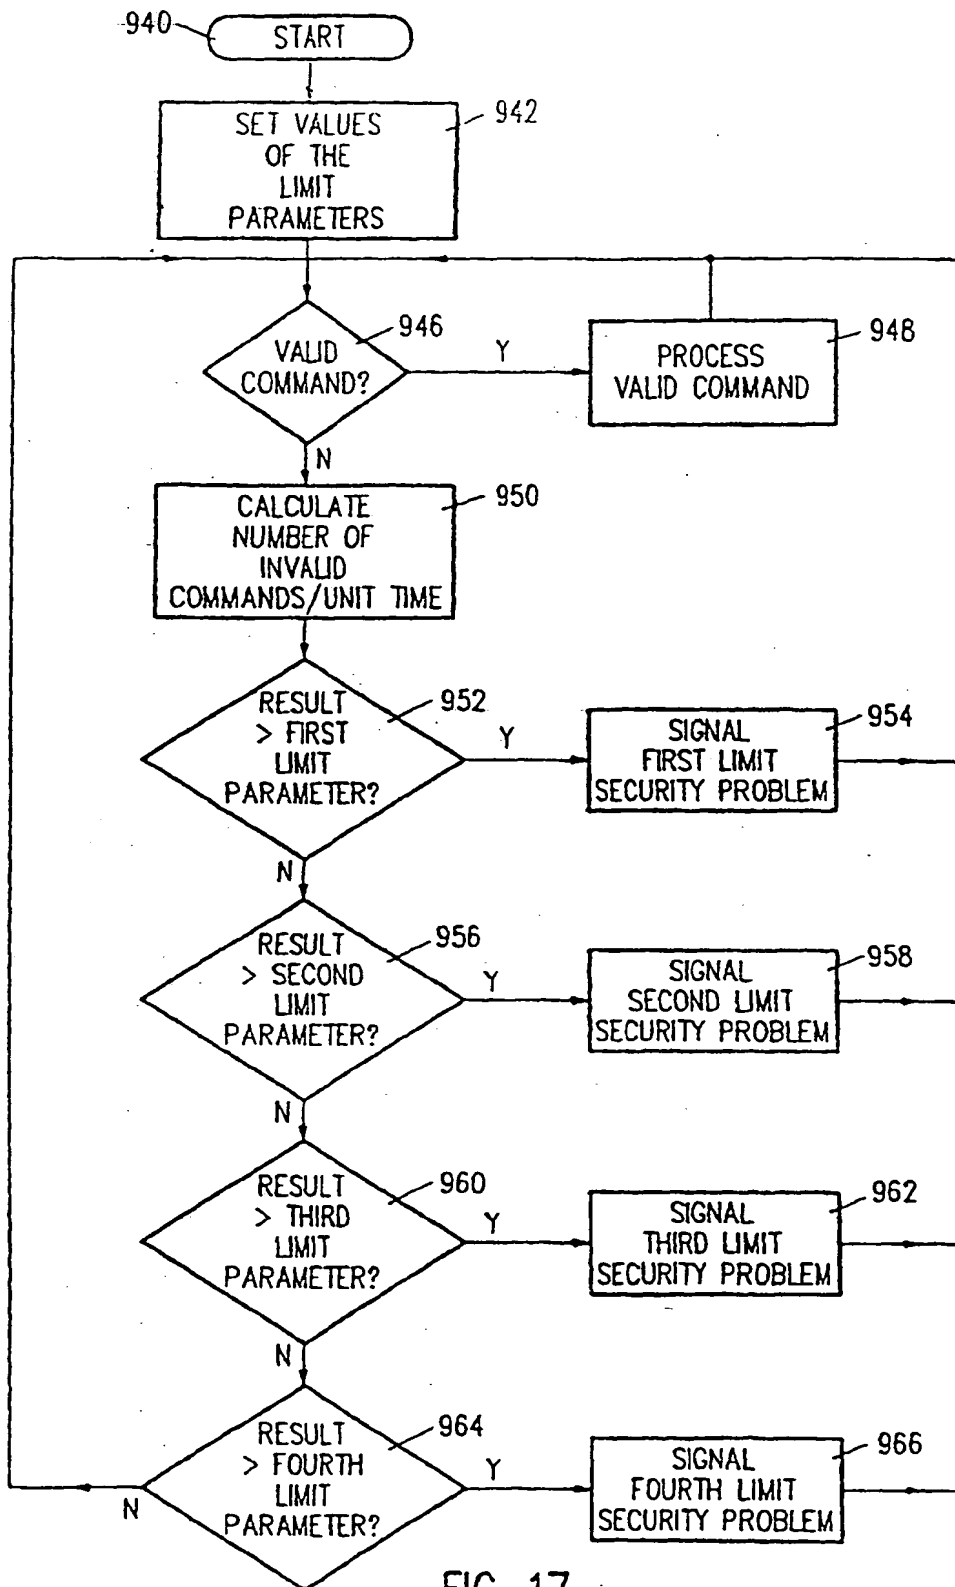 940
START
942
SET VALUES
OF THE
LIMIT
PARAMETERS
946
VALID
COMMAND?
Y
948
PROCESS
VALID COMMAND
N
950
CALCULATE
NUMBER OF
INVALID
COMMANDS/UNIT TIME
952
RESULT
> FIRST
LIMIT
PARAMETER?
Y
954
SIGNAL
FIRST LIMIT
SECURITY PROBLEM
N
956
RESULT
> SECOND
LIMIT
PARAMETER?
Y
958
SIGNAL
SECOND LIMIT
SECURITY PROBLEM
N
960
RESULT
> THIRD
LIMIT
PARAMETER?
Y
962
SIGNAL
THIRD LIMIT
SECURITY PROBLEM
N
964
RESULT
> FOURTH
LIMIT
PARAMETER?
Y
966
SIGNAL
FOURTH LIMIT
SECURITY PROBLEM
N
FIG. 17